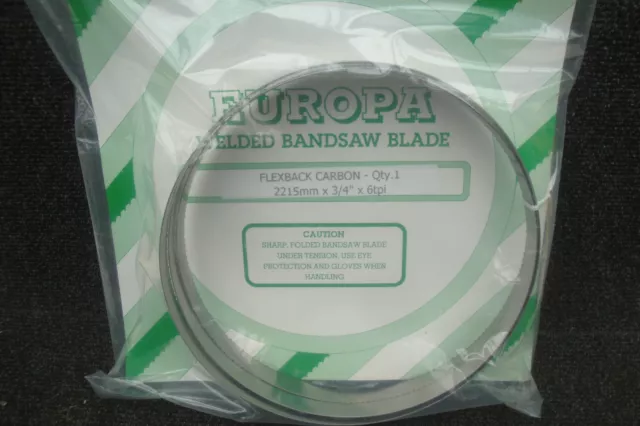 EUROPA
WELDED BANDSAW BLADE
FLEXBACK CARBON - Qty.1
2215mm x 3/4" x 6tpi
CAUTION
SHARP, FOLDED BANDSAW BLADE
UNDER TENSION. USE EYE
PROTECTION AND GLOVES WHEN
HANDLING